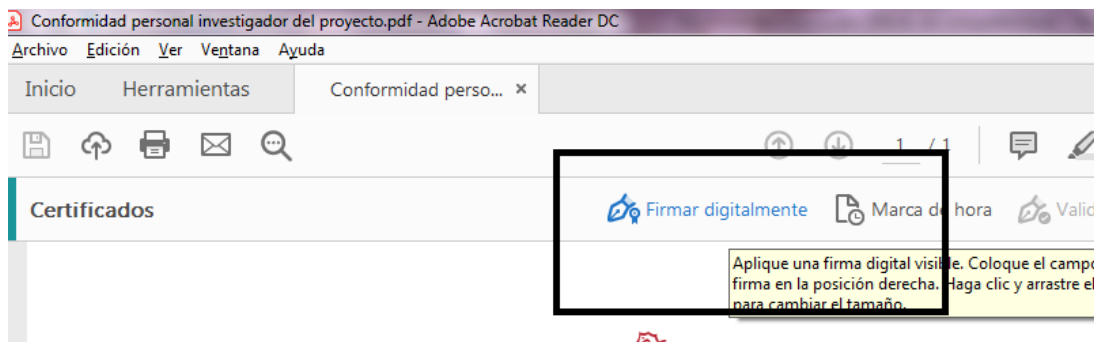 Conformidad personal investigador del proyecto.pdf - Adobe Acrobat Reader DC
Archivo Edición Ver Ventana Ayuda
Inicio Herramientas Conformidad perso... ×
1 / 1
Certificados Firmar digitalmente Marca de hora Valid
Aplique una firma digital visible. Coloque el campo
firma en la posición derecha. Haga clic y arrastre el
para cambiar el tamaño.